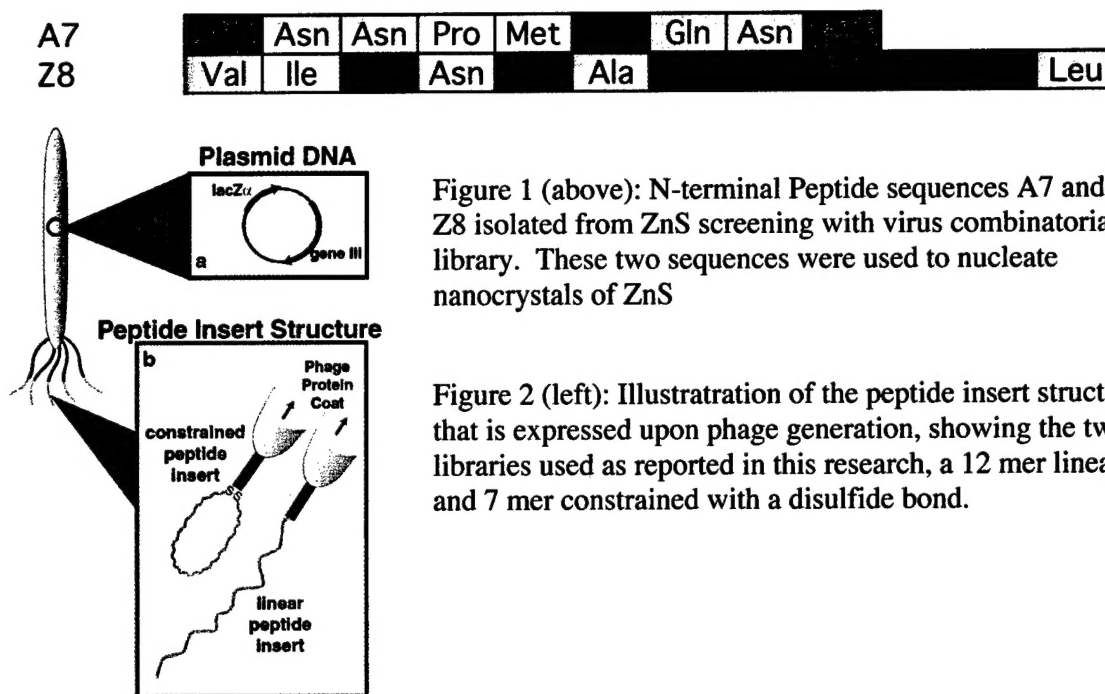 A7 Asn Asn Pro Met Gln Asn
Z8 Val Ile Asn Ala Leu
Plasmid DNA
lacZα
gene III
a
Figure 1 (above): N-terminal Peptide sequences A7 and
Z8 isolated from ZnS screening with virus combinatoria
library. These two sequences were used to nucleate
nanocrystals of ZnS
Peptide Insert Structure
b
Phage
Protein
Coat
constrained
peptide
insert
SS
linear
peptide
insert
Figure 2 (left): Illustratration of the peptide insert struct
that is expressed upon phage generation, showing the tw
libraries used as reported in this research, a 12 mer linea
and 7 mer constrained with a disulfide bond.